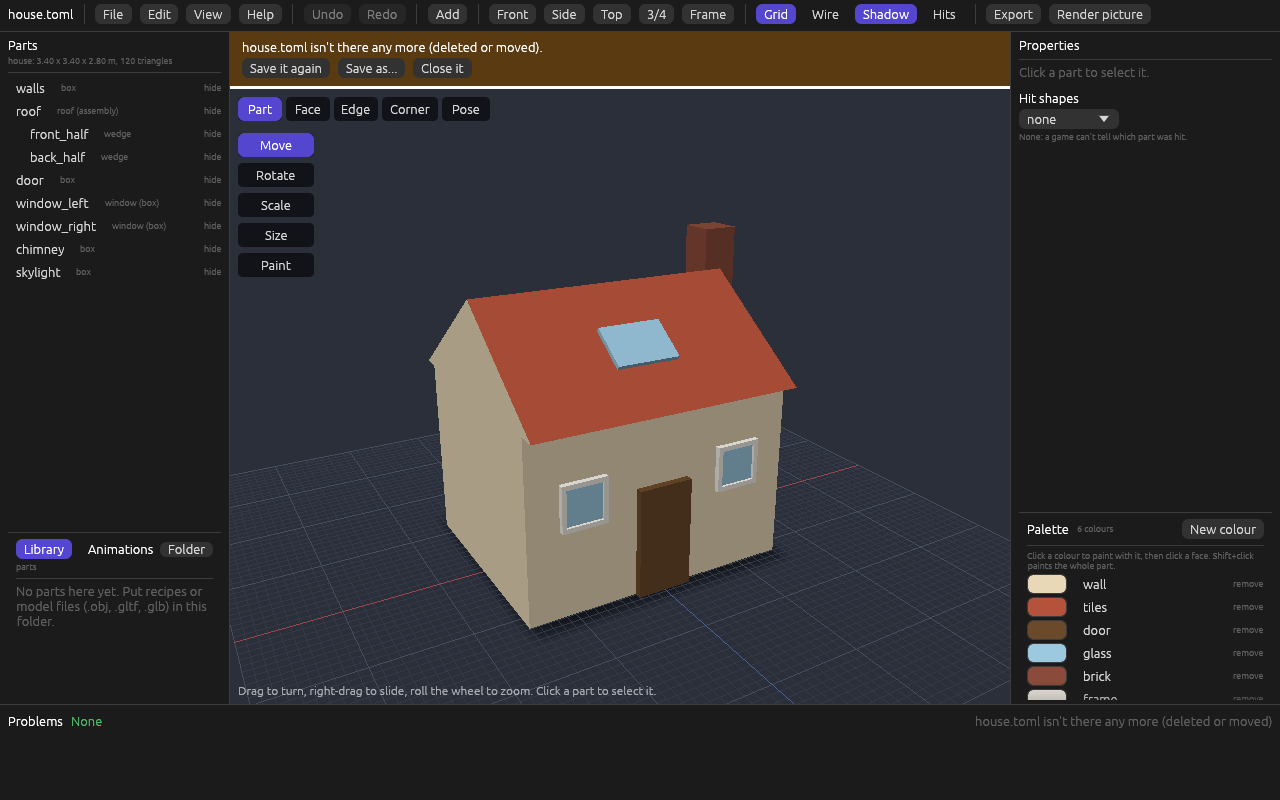 house.toml File Edit View Help Undo Redo Add Front Side Top 3/4 Frame Grid Wire Shadow Hits Export Render picture
Parts
house: 3.40 x 3.40 x 2.80 m, 120 triangles
walls box hide
roof roof (assembly) hide
front_half wedge hide
back_half wedge hide
door box hide
window_left window (box) hide
window_right window (box) hide
chimney box hide
skylight box hide
Library Animations Folder
parts
No parts here yet. Put recipes or
model files (.obj, .gltf, .glb) in this
folder.
house.toml isn't there any more (deleted or moved).
Save it again Save as... Close it
Part Face Edge Corner Pose
Move
Rotate
Scale
Size
Paint
Drag to turn, right-drag to slide, roll the wheel to zoom. Click a part to select it.
Properties
Click a part to select it.
Hit shapes
none
None: a game can't tell which part was hit.
Palette 6 colours New colour
Click a colour to paint with it, then click a face. Shift+click
paints the whole part.
wall remove
tiles remove
door remove
glass remove
brick remove
frame remove
Problems None
house.toml isn't there any more (deleted or moved)